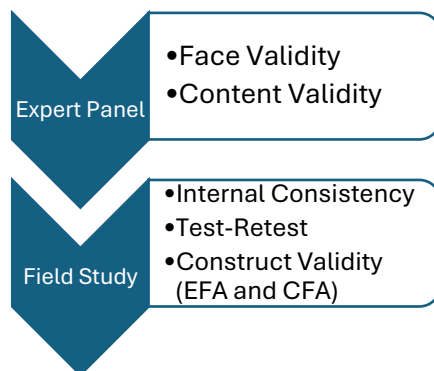 Expert Panel
•Face Validity
•Content Validity
Field Study
•Internal Consistency
•Test-Retest
•Construct Validity
(EFA and CFA)